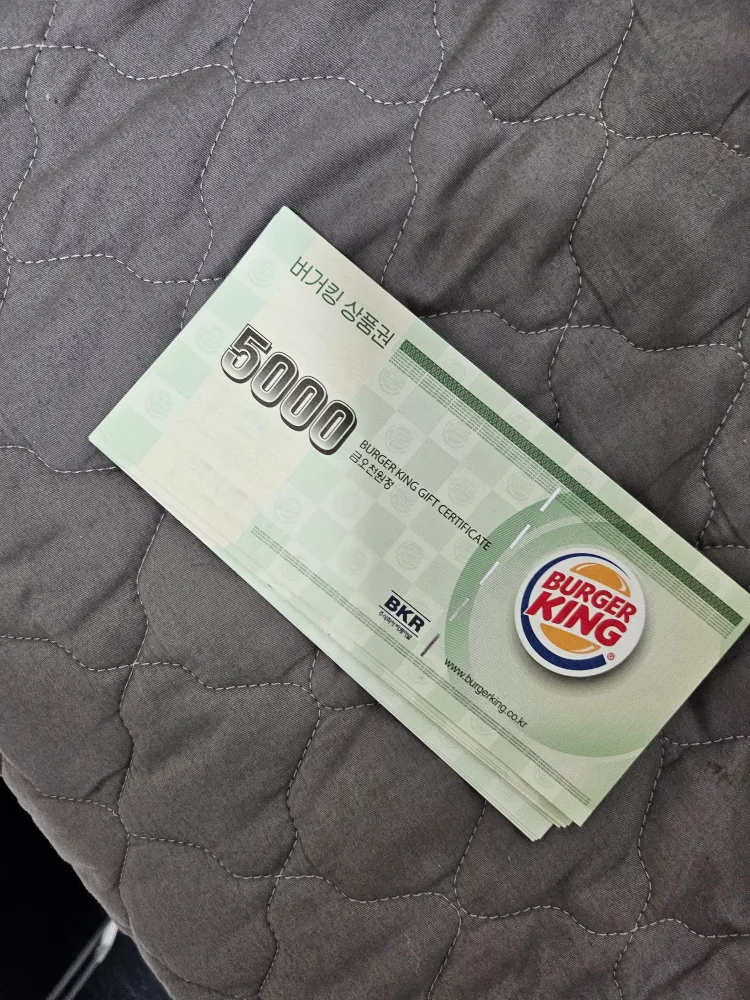 버거킹 상품권
5000
BURGER KING GIFT CERTIFICATE
금오천원정
BKR
www.burgerking.co.kr
BURGER
KING
®